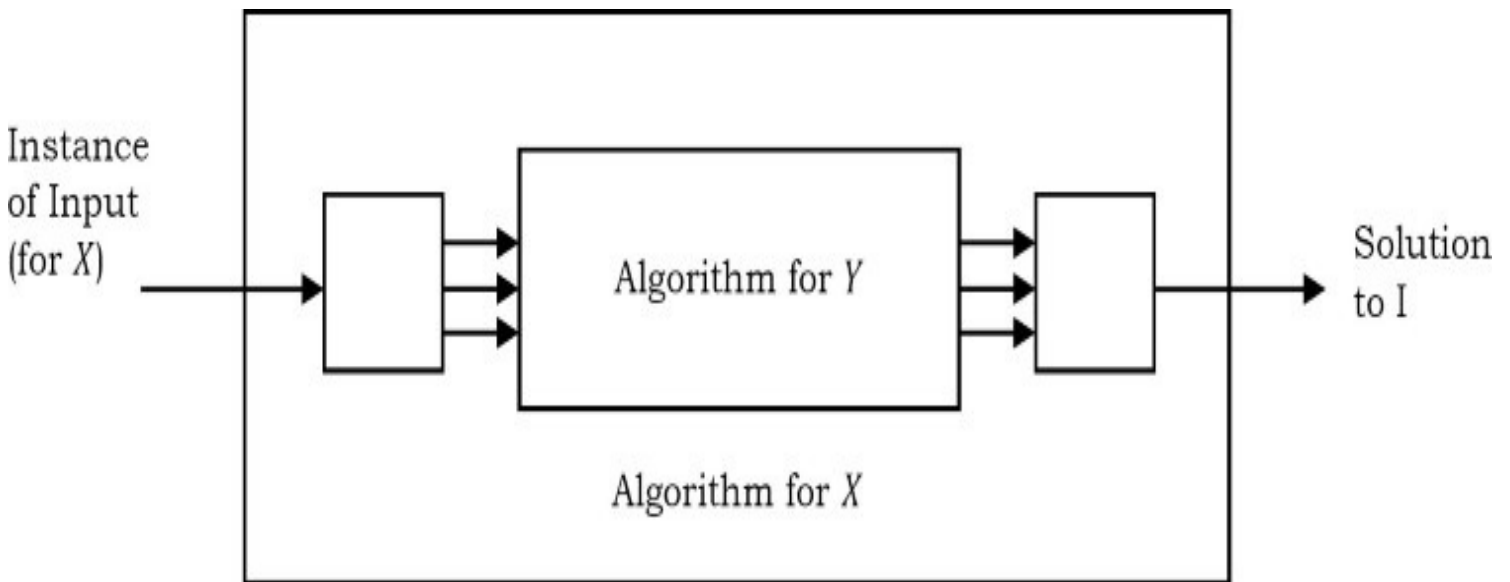 Instance
of Input
(for X)
Algorithm for Y
Solution
to I
Algorithm for X